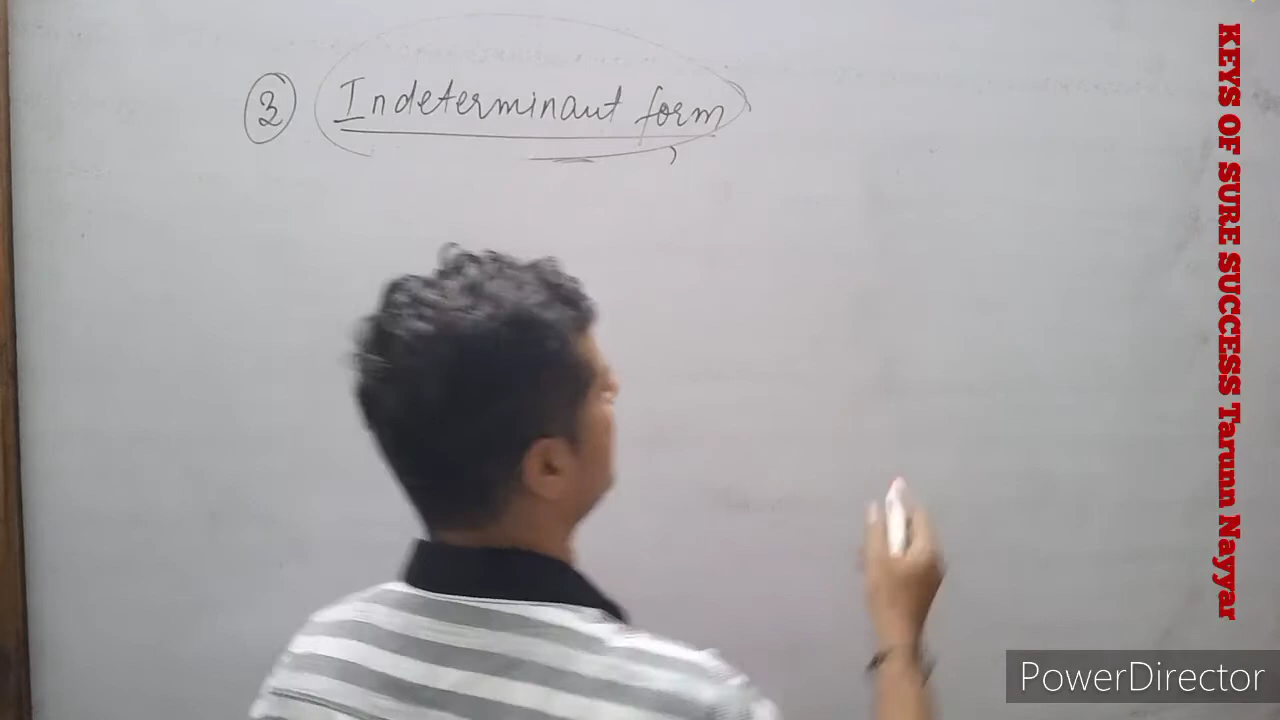 3 Indeterminant form
KEYS OF SURE SUCCESS Tarunn Nayyar
PowerDirector